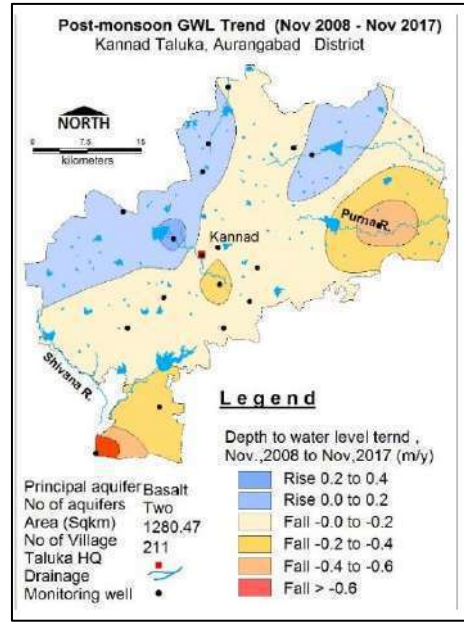 Post-monsoon GWL Trend (Nov 2008 - Nov 2017)
Kannad Taluka, Aurangabad District
NORTH
0 7.5 15
kilometers
Kannad
Purna R.
Shivana R.
Legend
Depth to water level ternd ,
Nov.,2008 to Nov,2017 (m/y)
Rise 0.2 to 0.4
Rise 0.0 to 0.2
Fall -0.0 to -0.2
Fall -0.2 to -0.4
Fall -0.4 to -0.6
Fall > -0.6
Principal aquifer Basalt
No of aquifers Two
Area (Sqkm) 1280.47
No of Village 211
Taluka HQ
Drainage
Monitoring well